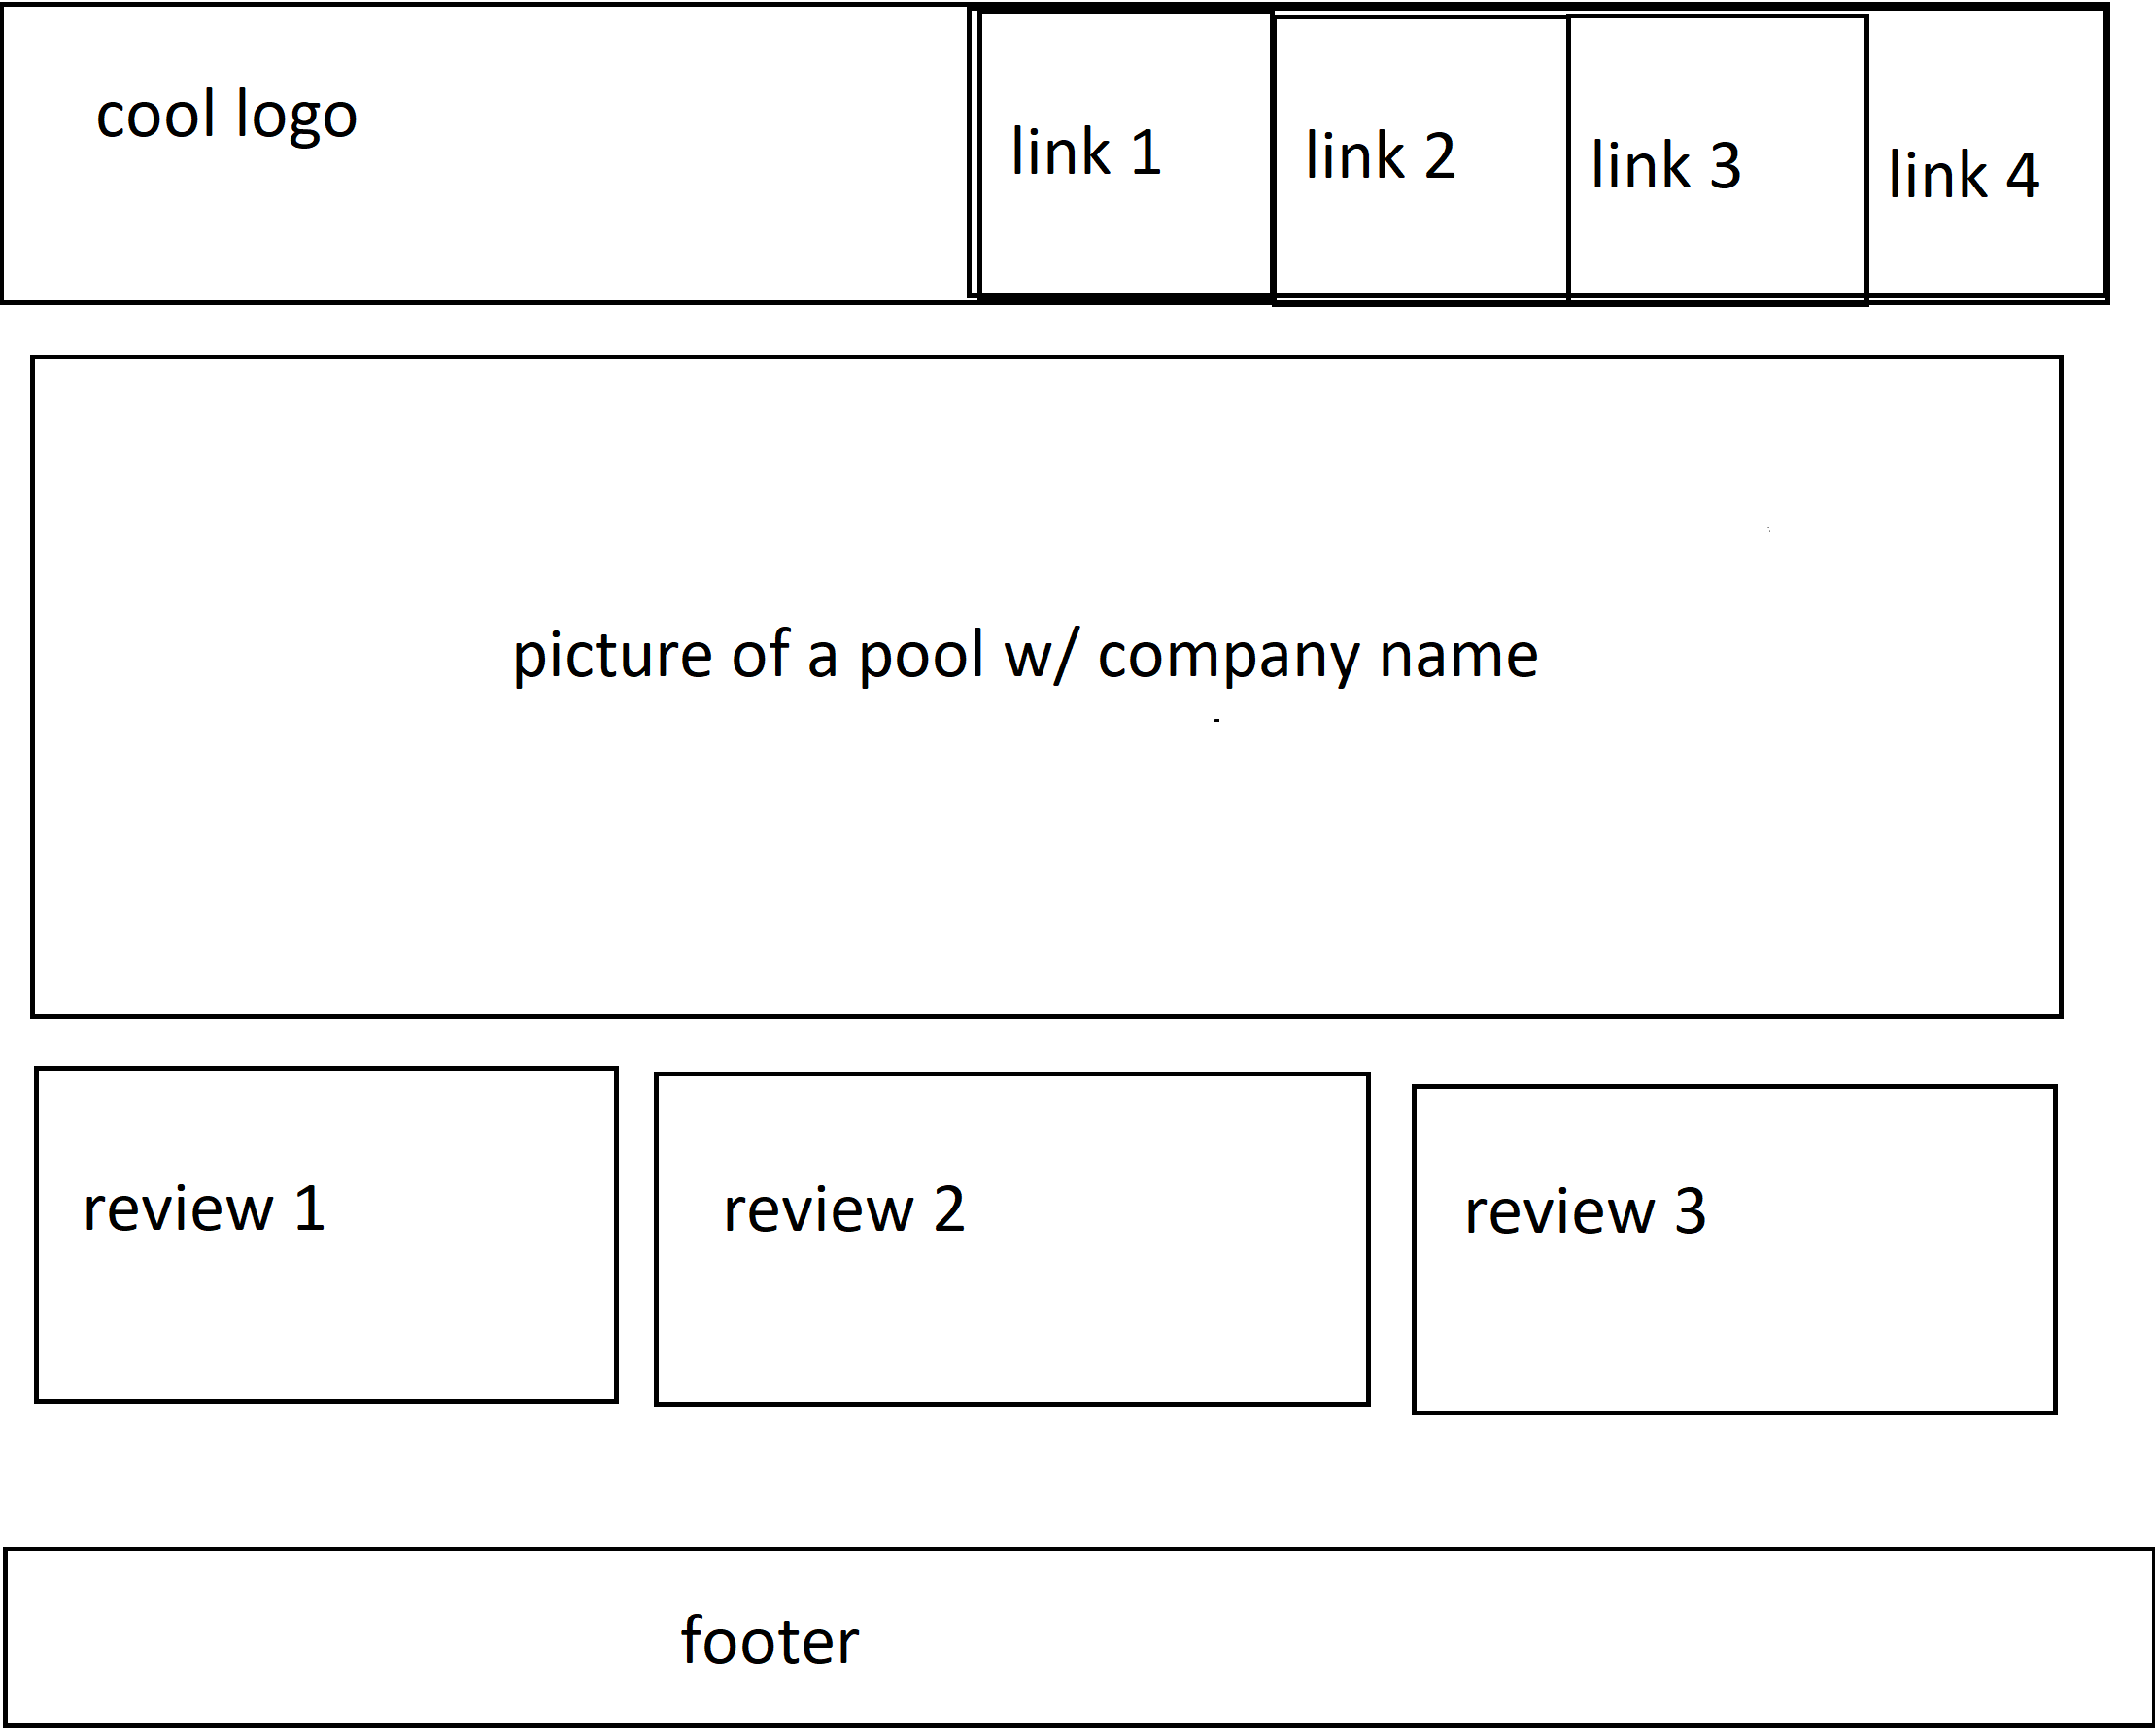 cool logo
link 1
link 2
link 3
link 4
picture of a pool w/ company name
review 1
review 2
review 3
footer